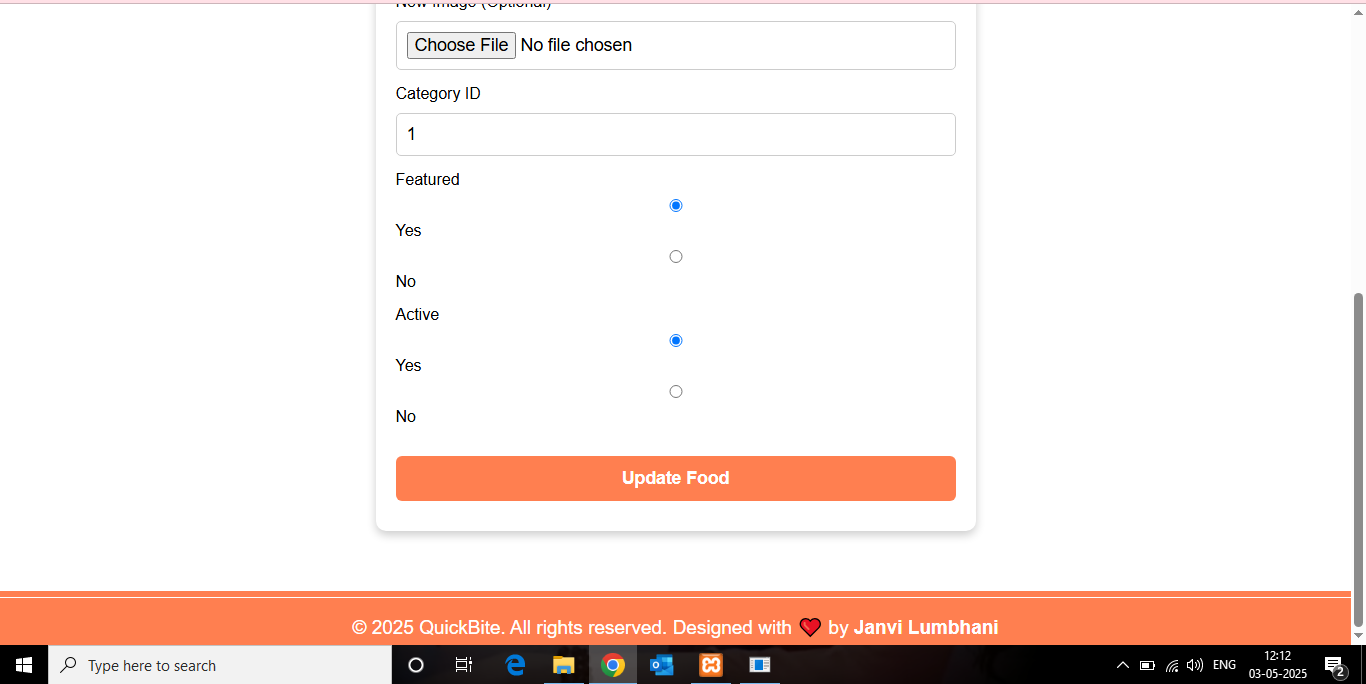 New Image (Optional)
Choose File No file chosen
Category ID
1
Featured
Yes
No
Active
Yes
No
Update Food
© 2025 QuickBite. All rights reserved. Designed with ❤️ by Janvi Lumbhani
Type here to search
ENG
12:12
03-05-2025
2